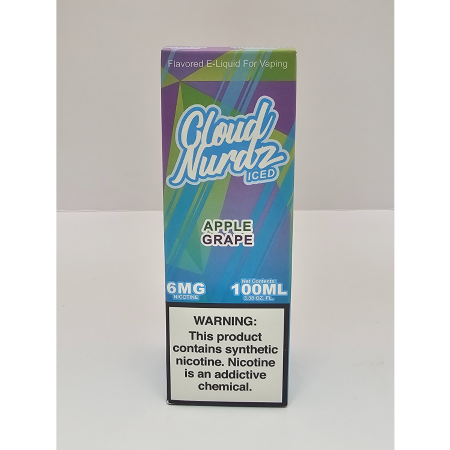 Flavored E-Liquid For Vaping
Cloud
Nurdz
ICED
APPLE
GRAPE
6MG
NICOTINE
Net Contents:
100ML
3.38 OZ. FL.
WARNING:
This product
contains synthetic
nicotine. Nicotine
is an addictive
chemical.